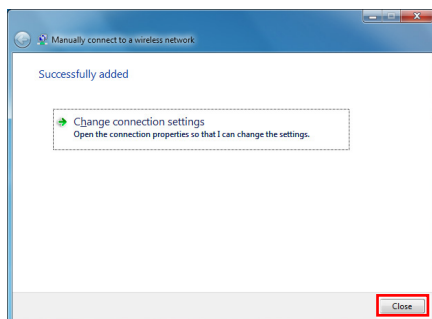 Manually connect to a wireless network
Successfully added
Change connection settings
Open the connection properties so that I can change the settings.
Close